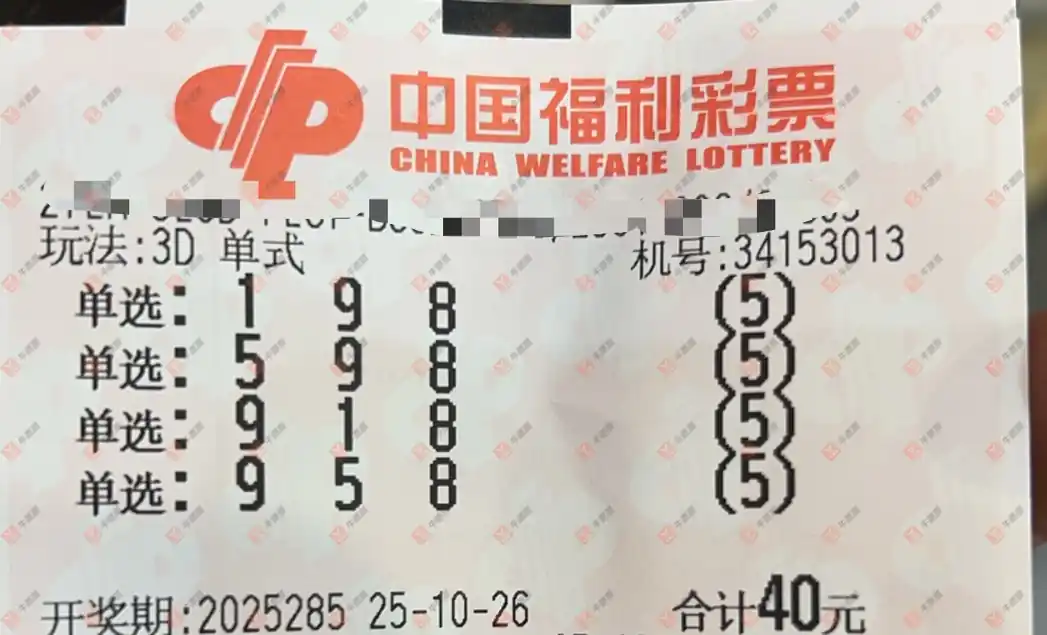 中国福利彩票
CHINA WELFARE LOTTERY
玩法:3D 单式 机号:34153013
单选: 1 9 8 (5)
单选: 5 9 8 (5)
单选: 9 1 8 (5)
单选: 9 5 8 (5)
开奖期:2025285 25-10-26 合计40元